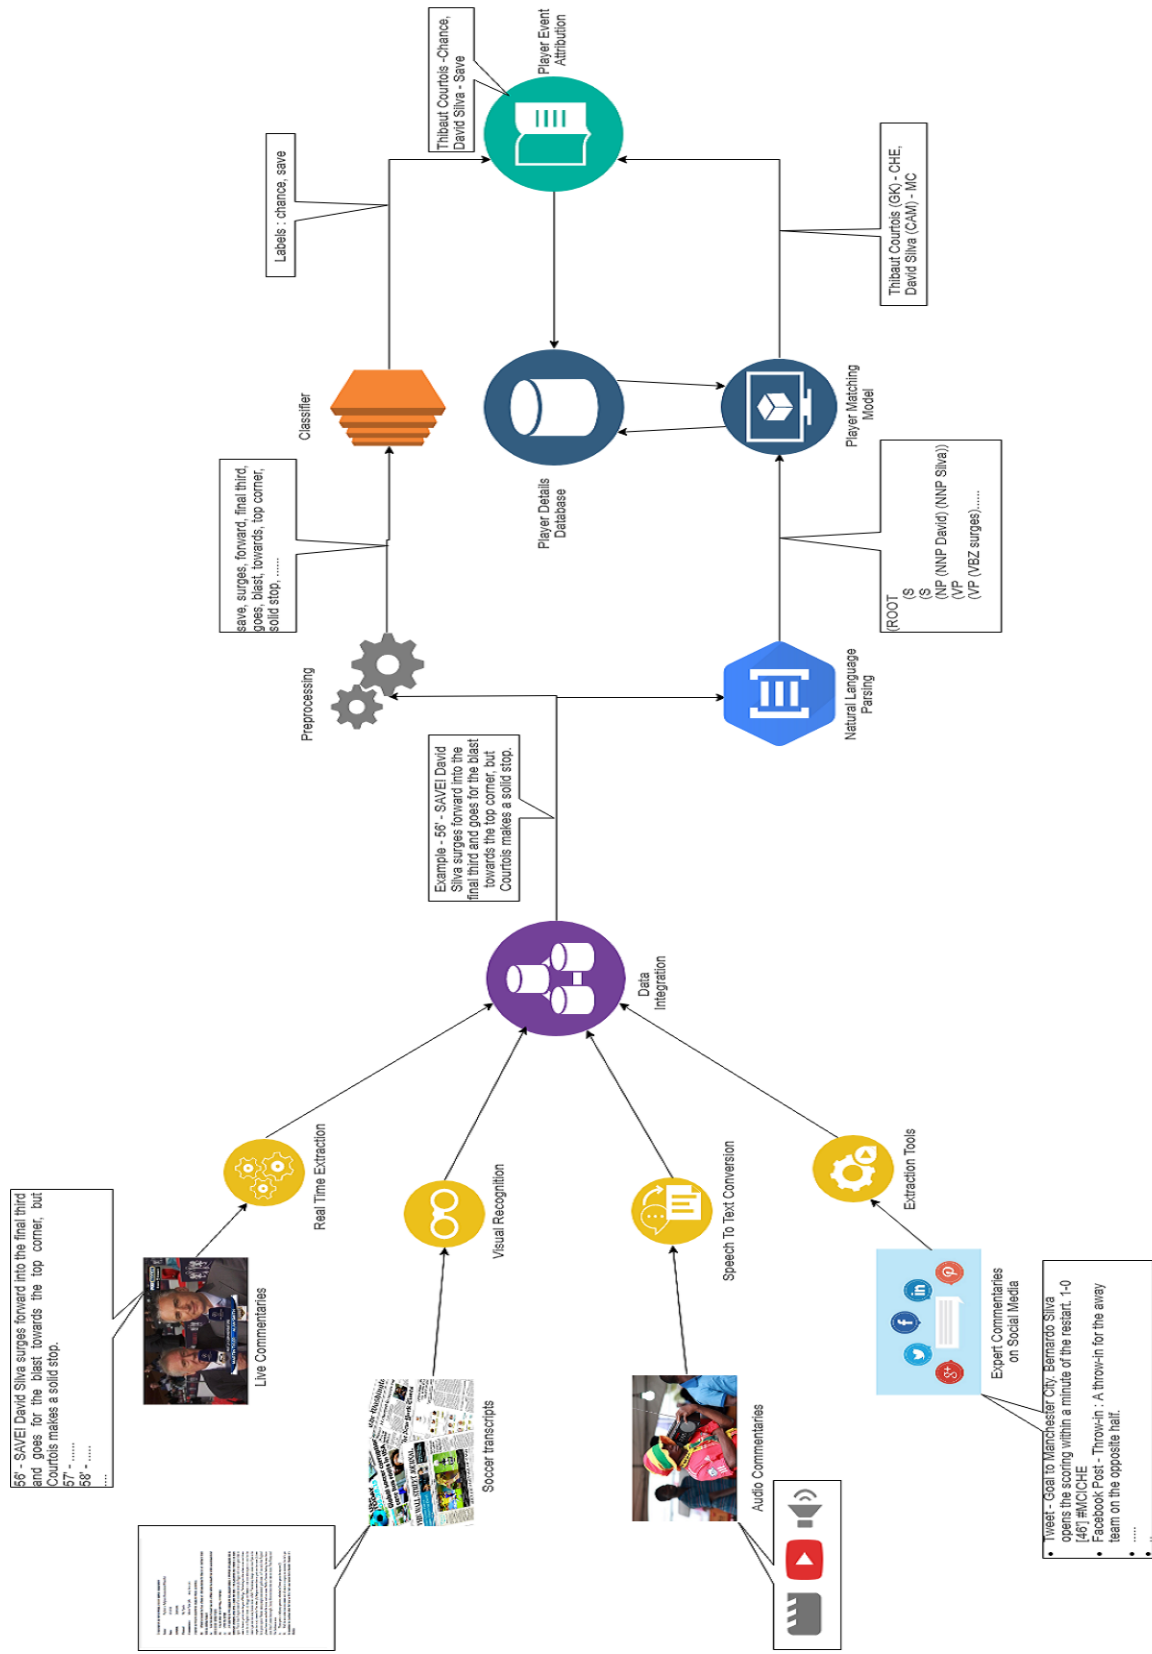 56' - SAVE! David Silva surges forward into the final third
and goes for the blast towards the top corner, but
Courtois makes a solid stop.
57' - ......
58' - .....
....
Live Commentaries
Real Time Extraction
Soccer transcripts
THE WALL STREET JOURNAL
Visual Recognition
Audio Commentaries
Speech To Text Conversion
Expert Commentaries
on Social Media
Extraction Tools
• Tweet - Goal to Manchester City. Bernardo Silva
opens the scoring within a minute of the restart. 1-0
[46'] #MCICHE
• Facebook Post - Throw-in : A throw-in for the away
team on the opposite half.
• .....
• ..
Data
Integration
Example - 56' - SAVE! David
Silva surges forward into the
final third and goes for the blast
towards the top corner, but
Courtois makes a solid stop.
Preprocessing
save, surges, forward, final third,
goes, blast, towards, top corner,
solid stop, ......
Classifier
Labels : chance, save
Natural Language
Parsing
(ROOT
(S
(S
(NP (NNP David) (NNP Silva))
(VP
(VP (VBZ surges)......
Player Details
Database
Player Matching
Model
Thibaut Courtois (GK) - CHE,
David Silva (CAM) - MC
Thibaut Courtois -Chance,
David Silva - Save
Player Event
Attribution